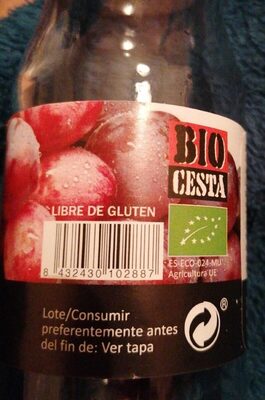 BIO
CESTA
LIBRE DE GLUTEN
8 432430 102887
ES-ECO-024-MU
Agricultura UE
Lote/Consumir
preferentemente antes
del fin de: Ver tapa
®